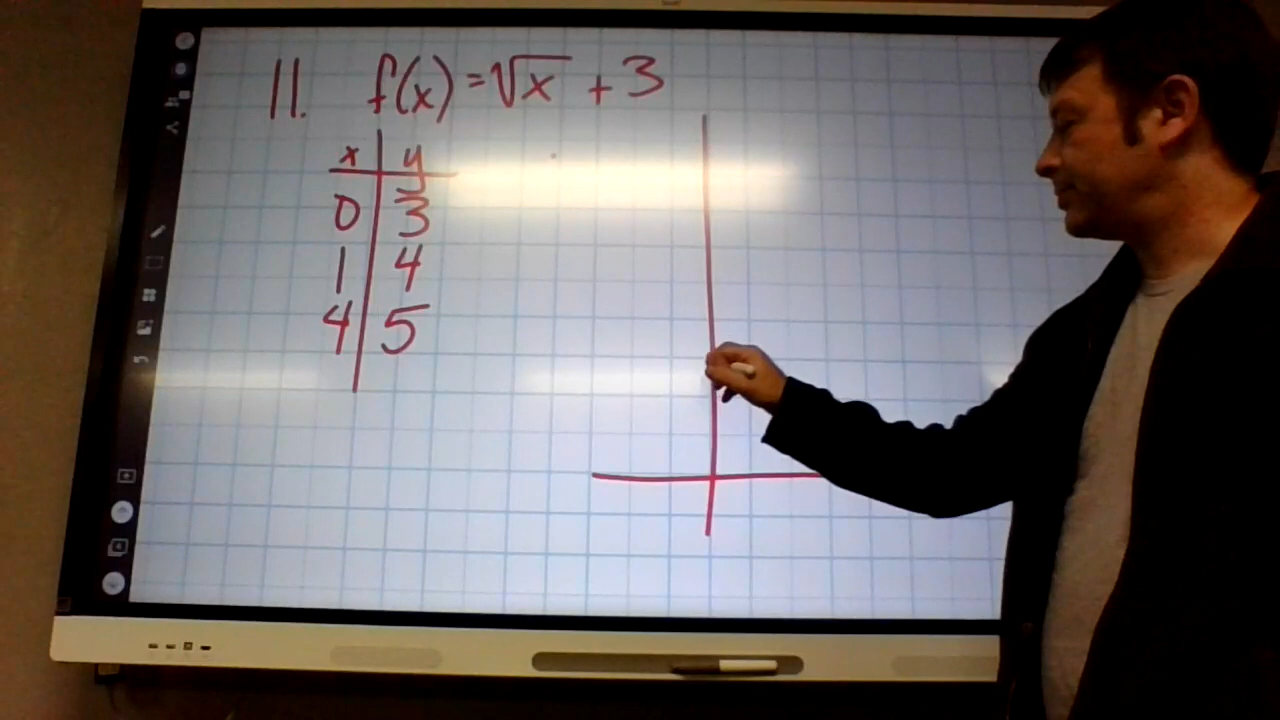 11. f(x) = √x + 3
x y
0 3
1 4
4 5